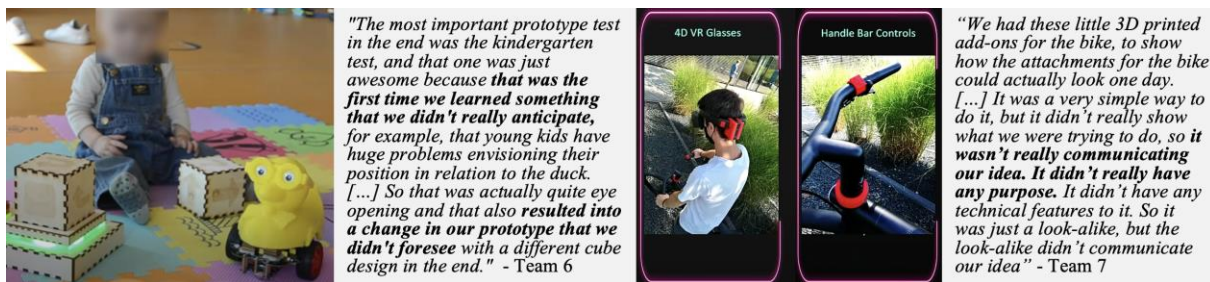 "The most important prototype test
in the end was the kindergarten
test, and that one was just
awesome because that was the
first time we learned something
that we didn't really anticipate,
for example, that young kids have
huge problems envisioning their
position in relation to the duck.
[…] So that was actually quite eye
opening and that also resulted into
a change in our prototype that we
didn't foresee with a different cube
design in the end." - Team 6
4D VR Glasses
Handle Bar Controls
“We had these little 3D printed
add-ons for the bike, to show
how the attachments for the bike
could actually look one day.
[…] It was a very simple way to
do it, but it didn’t really show
what we were trying to do, so it
wasn’t really communicating
our idea. It didn’t really have
any purpose. It didn’t have any
technical features to it. So it
was just a look-alike, but the
look-alike didn’t communicate
our idea” - Team 7